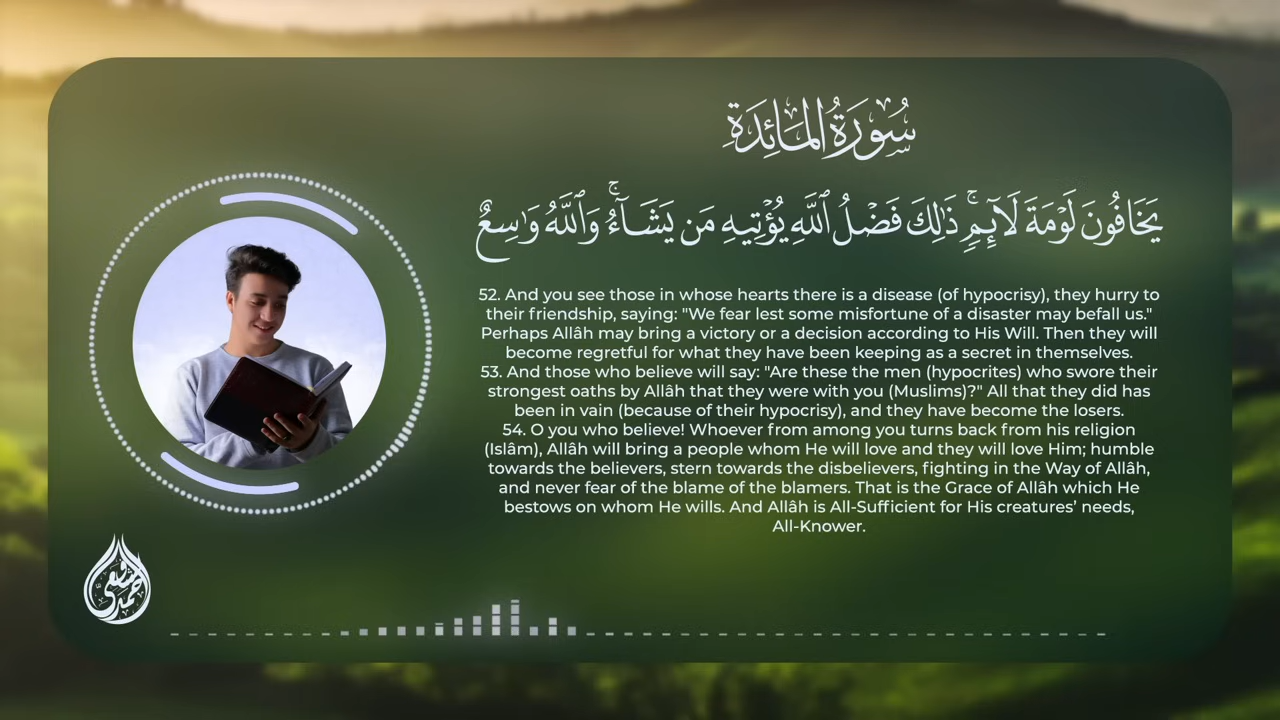 سُورَةُ المَائِدَة
يَخَافُونَ لَوْمَةَ لَآئِمٍۢ ۚ ذَٰلِكَ فَضْلُ ٱللَّهِ يُؤْتِيهِ مَن يَشَآءُ ۚ وَٱللَّهُ وَٰسِعٌ
52. And you see those in whose hearts there is a disease (of hypocrisy), they hurry to
their friendship, saying: "We fear lest some misfortune of a disaster may befall us."
Perhaps Allâh may bring a victory or a decision according to His Will. Then they will
become regretful for what they have been keeping as a secret in themselves.
53. And those who believe will say: "Are these the men (hypocrites) who swore their
strongest oaths by Allâh that they were with you (Muslims)?" All that they did has
been in vain (because of their hypocrisy), and they have become the losers.
54. O you who believe! Whoever from among you turns back from his religion
(Islâm), Allâh will bring a people whom He will love and they will love Him; humble
towards the believers, stern towards the disbelievers, fighting in the Way of Allâh,
and never fear of the blame of the blamers. That is the Grace of Allâh which He
bestows on whom He wills. And Allâh is All-Sufficient for His creatures’ needs,
All-Knower.